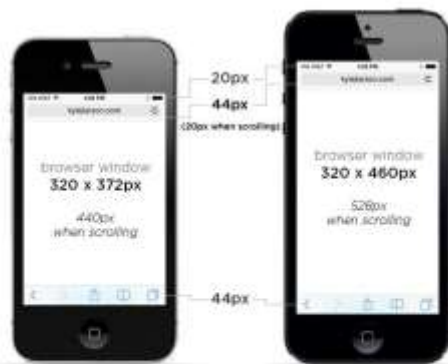 20px
44px
(20px when scrolling)
browser window
320 x 372px
440px
when scrolling
browser window
320 x 460px
528px
when scrolling
44px